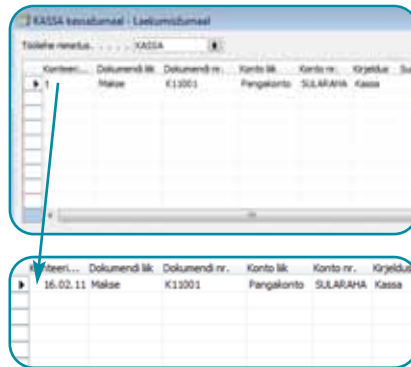 KASSA kassažurnaal - Laekumisžurnaal
Töölehe nimetus. . . . . KASSA
Konteeri... Dokumendi liik Dokumendi nr. Konto liik Konto nr. Kirjeldus Su
1 Makse K11001 Pangakonto SULARAHA Kassa
nteeri... Dokumendi liik Dokumendi nr. Konto liik Konto nr. Kirjeldus
16.02.11 Makse K11001 Pangakonto SULARAHA Kassa